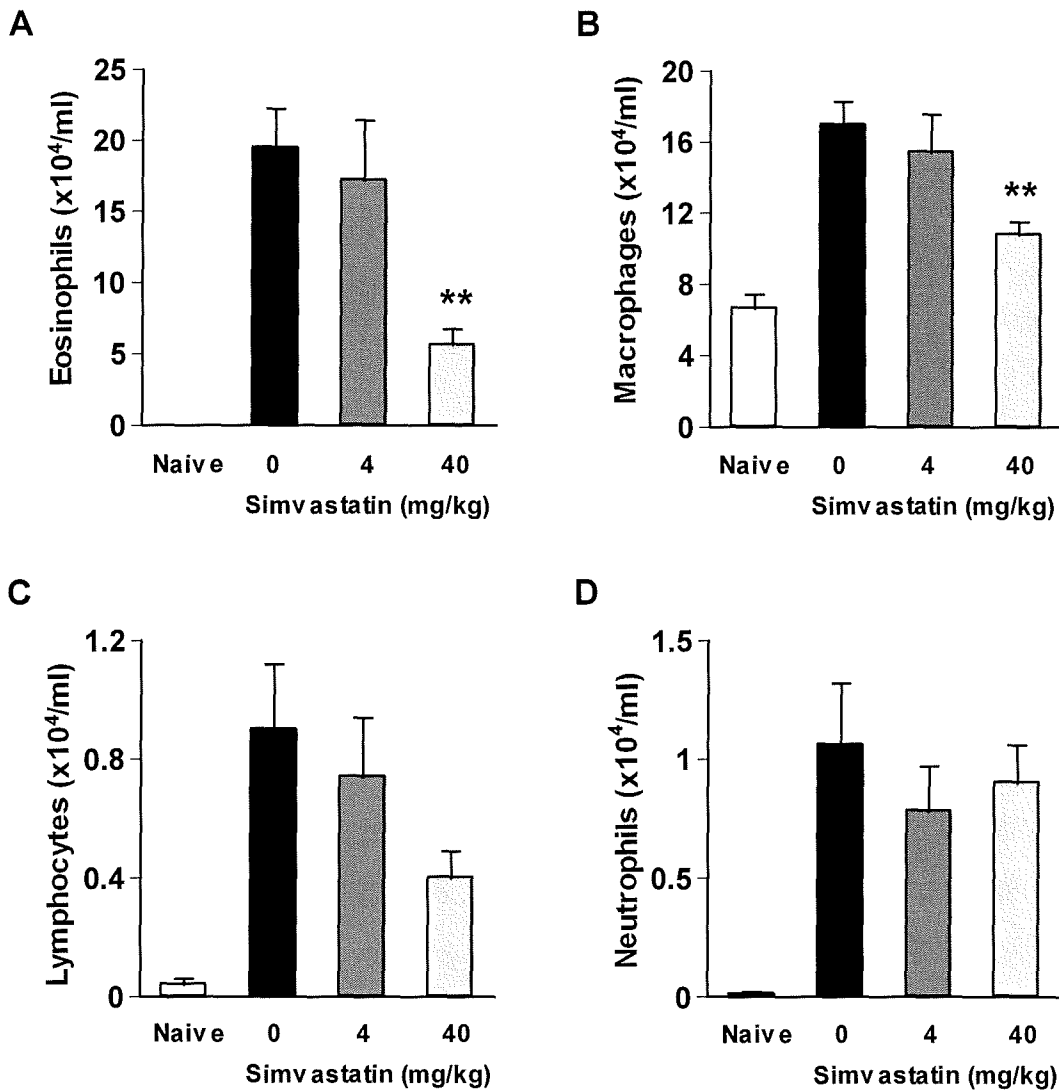 A
Eosinophils (x10⁴/ml)
25
20
15
10
5
0
**
Naive 0 4 40
Simvastatin (mg/kg)
B
Macrophages (x10⁴/ml)
20
16
12
8
4
0
**
Naive 0 4 40
Simvastatin (mg/kg)
C
Lymphocytes (x10⁴/ml)
1.2
0.8
0.4
0
Naive 0 4 40
Simvastatin (mg/kg)
D
Neutrophils (x10⁴/ml)
1.5
1
0.5
0
Naive 0 4 40
Simvastatin (mg/kg)